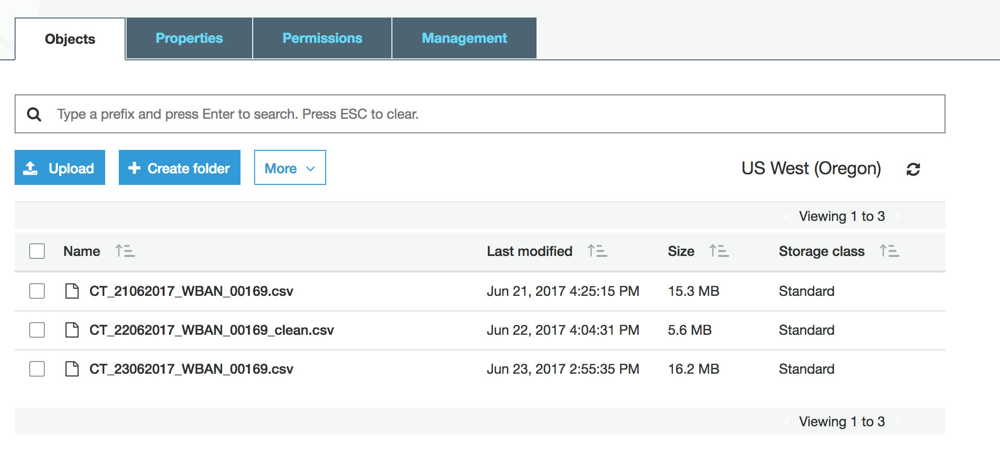 Objects Properties Permissions Management
Type a prefix and press Enter to search. Press ESC to clear.
Upload Create folder More US West (Oregon)
Viewing 1 to 3
Name Last modified Size Storage class
CT_21062017_WBAN_00169.csv Jun 21, 2017 4:25:15 PM 15.3 MB Standard
CT_22062017_WBAN_00169_clean.csv Jun 22, 2017 4:04:31 PM 5.6 MB Standard
CT_23062017_WBAN_00169.csv Jun 23, 2017 2:55:35 PM 16.2 MB Standard
Viewing 1 to 3